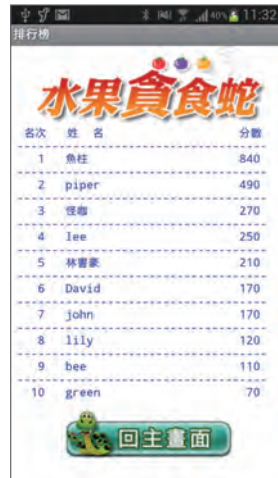 40% 11:32
排行榜
水果貪食蛇
名次 姓 名 分數
1 魚柱 840
2 piper 490
3 怪咖 270
4 lee 250
5 林書豪 210
6 David 170
7 john 170
8 lily 120
9 bee 110
10 green 70
回主畫面